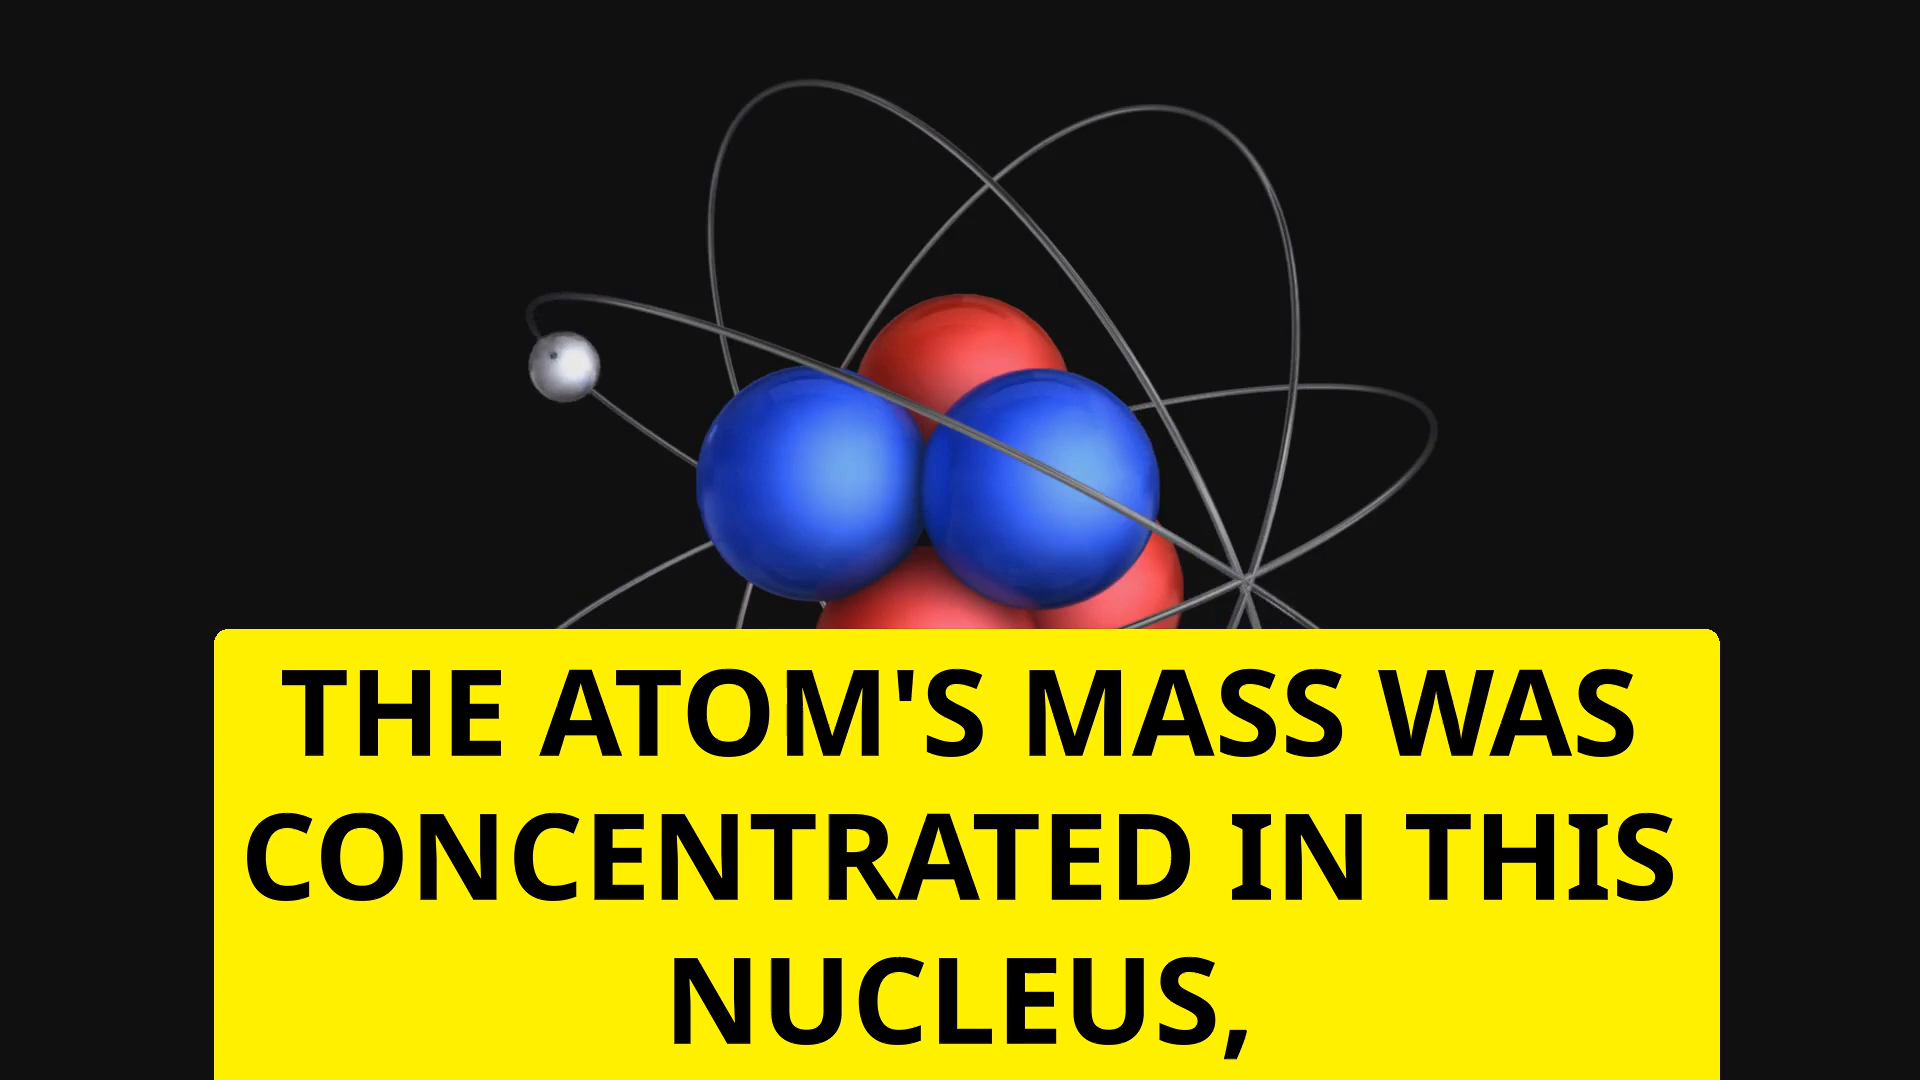 THE ATOM'S MASS WAS
CONCENTRATED IN THIS
NUCLEUS,